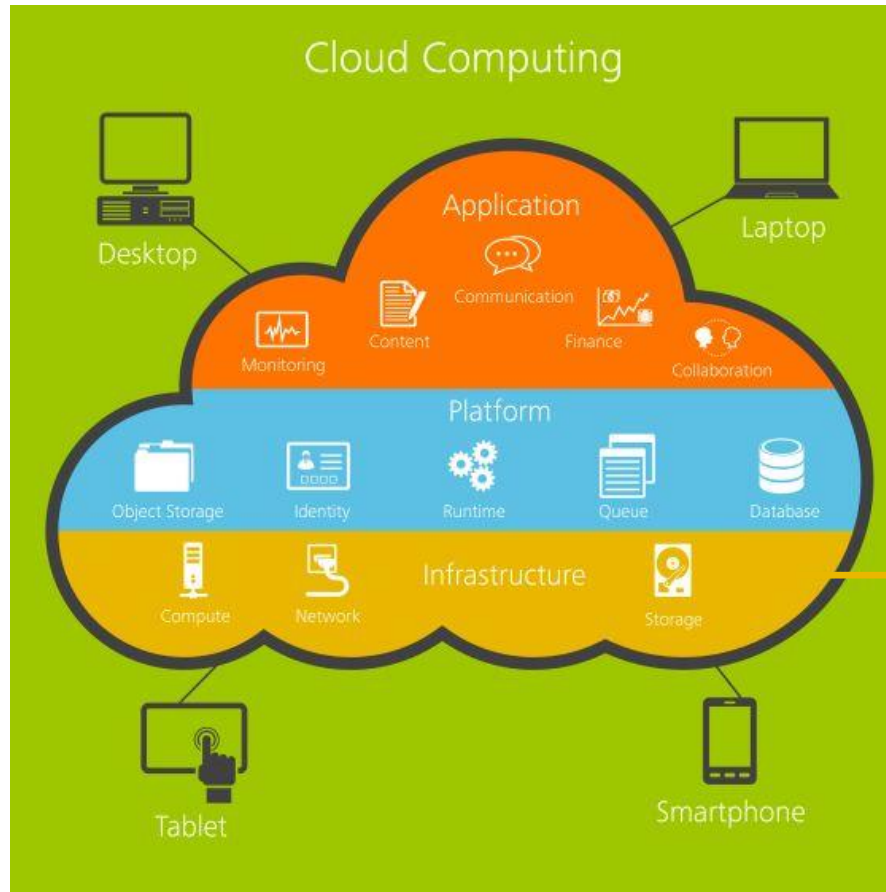 Cloud Computing
Desktop
Laptop
Application
Communication
Content
Finance
Monitoring
Collaboration
Platform
Object Storage
Identity
Runtime
Queue
Database
Infrastructure
Compute
Network
Storage
Tablet
Smartphone